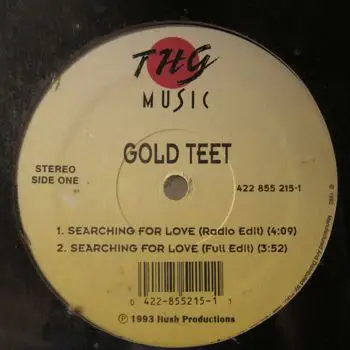 THG
MUSIC
GOLD TEET
STEREO
SIDE ONE
422 855 215-1
1. SEARCHING FOR LOVE (Radio Edit) (4:09)
2. SEARCHING FOR LOVE (Full Edit) (3:52)
0 422-855215-1 1
℗ 1993 Rush Productions